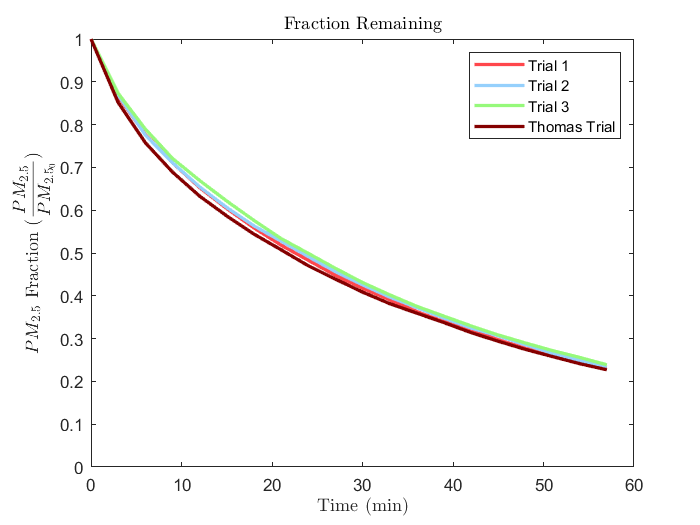 Fraction Remaining
PM2.5 Fraction (PM2.5/PM2.50)
1
0.9
0.8
0.7
0.6
0.5
0.4
0.3
0.2
0.1
0
Trial 1
Trial 2
Trial 3
Thomas Trial
0 10 20 30 40 50 60
Time (min)